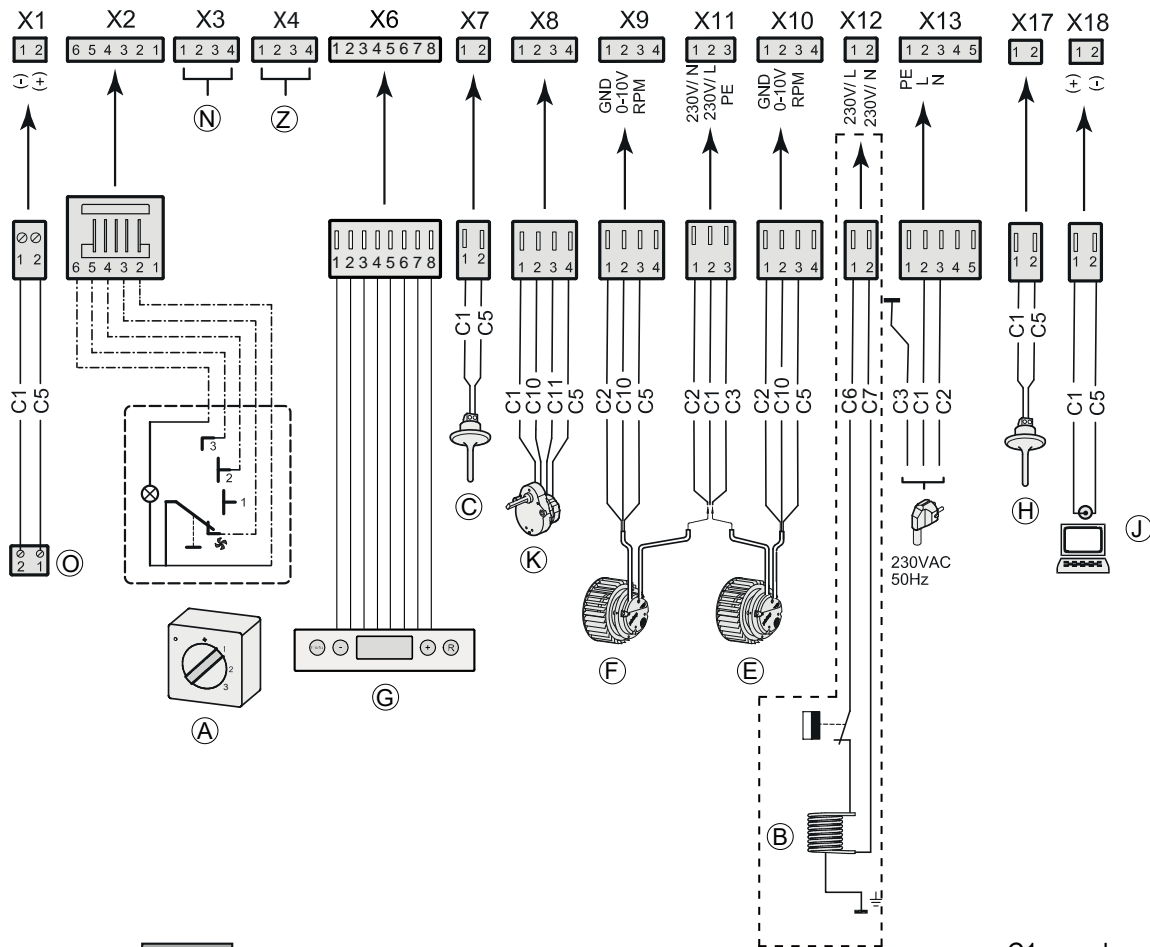 X1 X2 X3 X4 X6 X7 X8 X9 X11 X10 X12 X13 X17 X18
1 2
6 5 4 3 2 1
1 2 3 4
1 2 3 4
1 2 3 4 5 6 7 8
1 2
1 2 3 4
1 2 3 4
1 2 3
1 2 3 4
1 2
1 2 3 4 5
1 2
1 2
(-)
(+)
N
Z
GND
0-10V
RPM
230V/ N
230V/ L
PE
GND
0-10V
RPM
230V/ L
230V/ N
PE
L
N
(+)
(-)
1 2
6 5 4 3 2 1
1 2 3 4 5 6 7 8
1 2
1 2 3 4
1 2 3 4
1 2 3
1 2 3 4
1 2
1 2 3 4 5
1 2
1 2
C1 C5
C1 C5
C1 C10 C11 C5
C2 C10 C5
C2 C1 C3
C2 C10 C5
C6 C7
C3 C1 C2
C1 C5
C1 C5
3
2
1
2 1
O
C
K
230VAC
50Hz
H
J
- + R
1
2
3
A
G
F
E
B